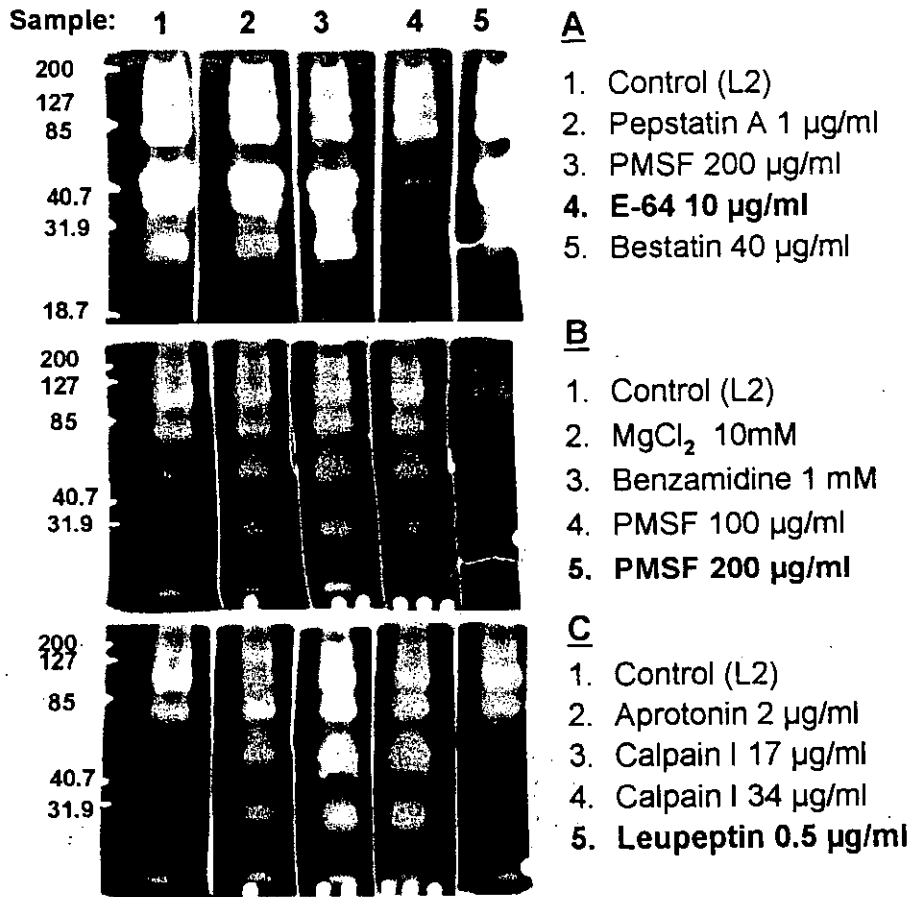 Sample: 1 2 3 4 5
200
127
85
40.7
31.9
18.7
A
1. Control (L2)
2. Pepstatin A 1 µg/ml
3. PMSF 200 µg/ml
4. E-64 10 µg/ml
5. Bestatin 40 µg/ml
200
127
85
40.7
31.9
B
1. Control (L2)
2. MgCl₂ 10mM
3. Benzamidine 1 mM
4. PMSF 100 µg/ml
5. PMSF 200 µg/ml
200
127
85
40.7
31.9
C
1. Control (L2)
2. Aprotonin 2 µg/ml
3. Calpain I 17 µg/ml
4. Calpain I 34 µg/ml
5. Leupeptin 0.5 µg/ml